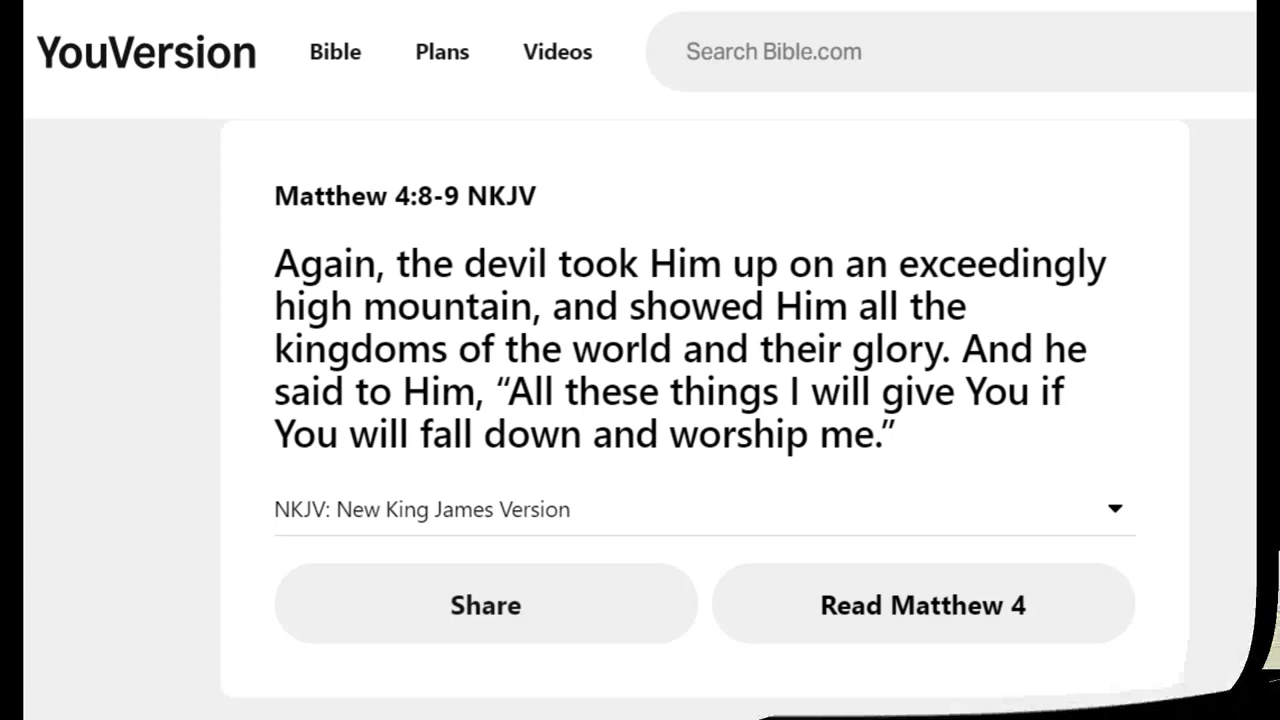 YouVersion Bible Plans Videos Search Bible.com
Matthew 4:8-9 NKJV
Again, the devil took Him up on an exceedingly
high mountain, and showed Him all the
kingdoms of the world and their glory. And he
said to Him, “All these things I will give You if
You will fall down and worship me.”
NKJV: New King James Version
Share Read Matthew 4